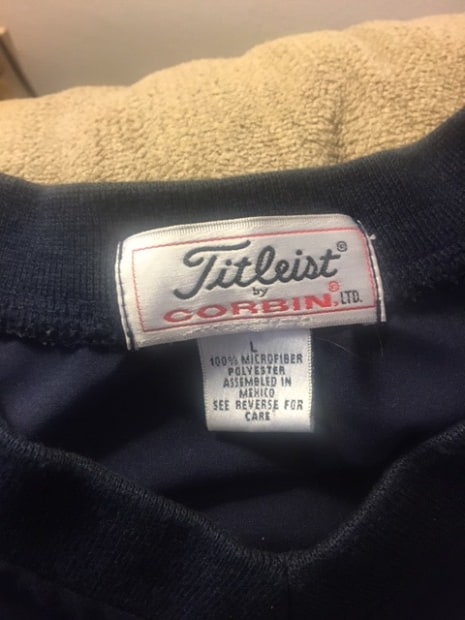 Titleist®
by
CORBIN®, LTD.
L
100% MICROFIBER
POLYESTER
ASSEMBLED IN
MEXICO
SEE REVERSE FOR
CARE